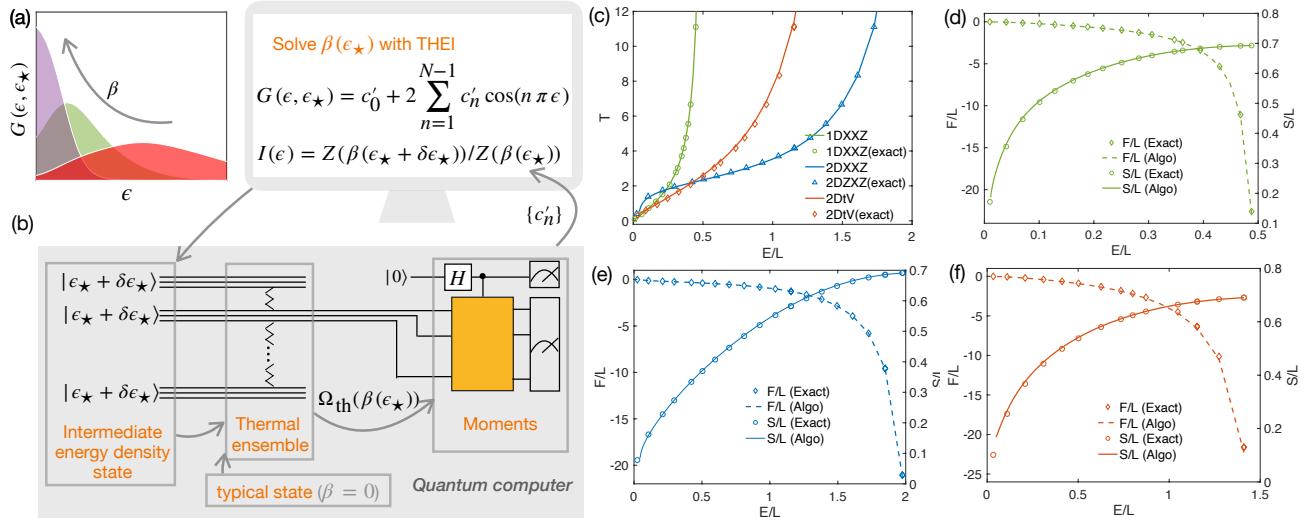 (a)
G(ϵ, ϵ★)
β
ϵ
Solve β(ϵ★) with THEI
G(ϵ, ϵ★) = c′₀ + 2 ∑ₙ₌₁ᴺ⁻¹ c′ₙ cos(n π ϵ)
I(ϵ) = Z(β(ϵ★ + δϵ★))/Z(β(ϵ★))
{c′ₙ}
(b)
|ϵ★ + δϵ★⟩
|ϵ★ + δϵ★⟩
|ϵ★ + δϵ★⟩
Intermediate
energy density
state
Thermal
ensemble
typical state (β = 0)
Ω_th(β(ϵ★))
|0⟩
H
Moments
Quantum computer
(c)
T
12
10
8
6
4
2
0
1DXXZ
1DXXZ(exact)
2DXXZ
2DZXZ(exact)
2DtV
2DtV(exact)
0 0.5 1 1.5 2
E/L
(d)
F/L
0
-5
-10
-15
-20
F/L (Exact)
F/L (Algo)
S/L (Exact)
S/L (Algo)
0.8
0.7
0.6
0.5
0.4
0.3
0.2
0.1
S/L
0 0.1 0.2 0.3 0.4 0.5
E/L
(e)
F/L
0
-5
-10
-15
-20
F/L (Exact)
F/L (Algo)
S/L (Exact)
S/L (Algo)
0.7
0.6
0.5
0.4
0.3
0.2
0.1
0
S/L
0 0.5 1 1.5 2
E/L
(f)
F/L
0
-5
-10
-15
-20
-25
F/L (Exact)
F/L (Algo)
S/L (Exact)
S/L (Algo)
0.8
0.6
0.4
0.2
0
S/L
0 0.5 1 1.5
E/L